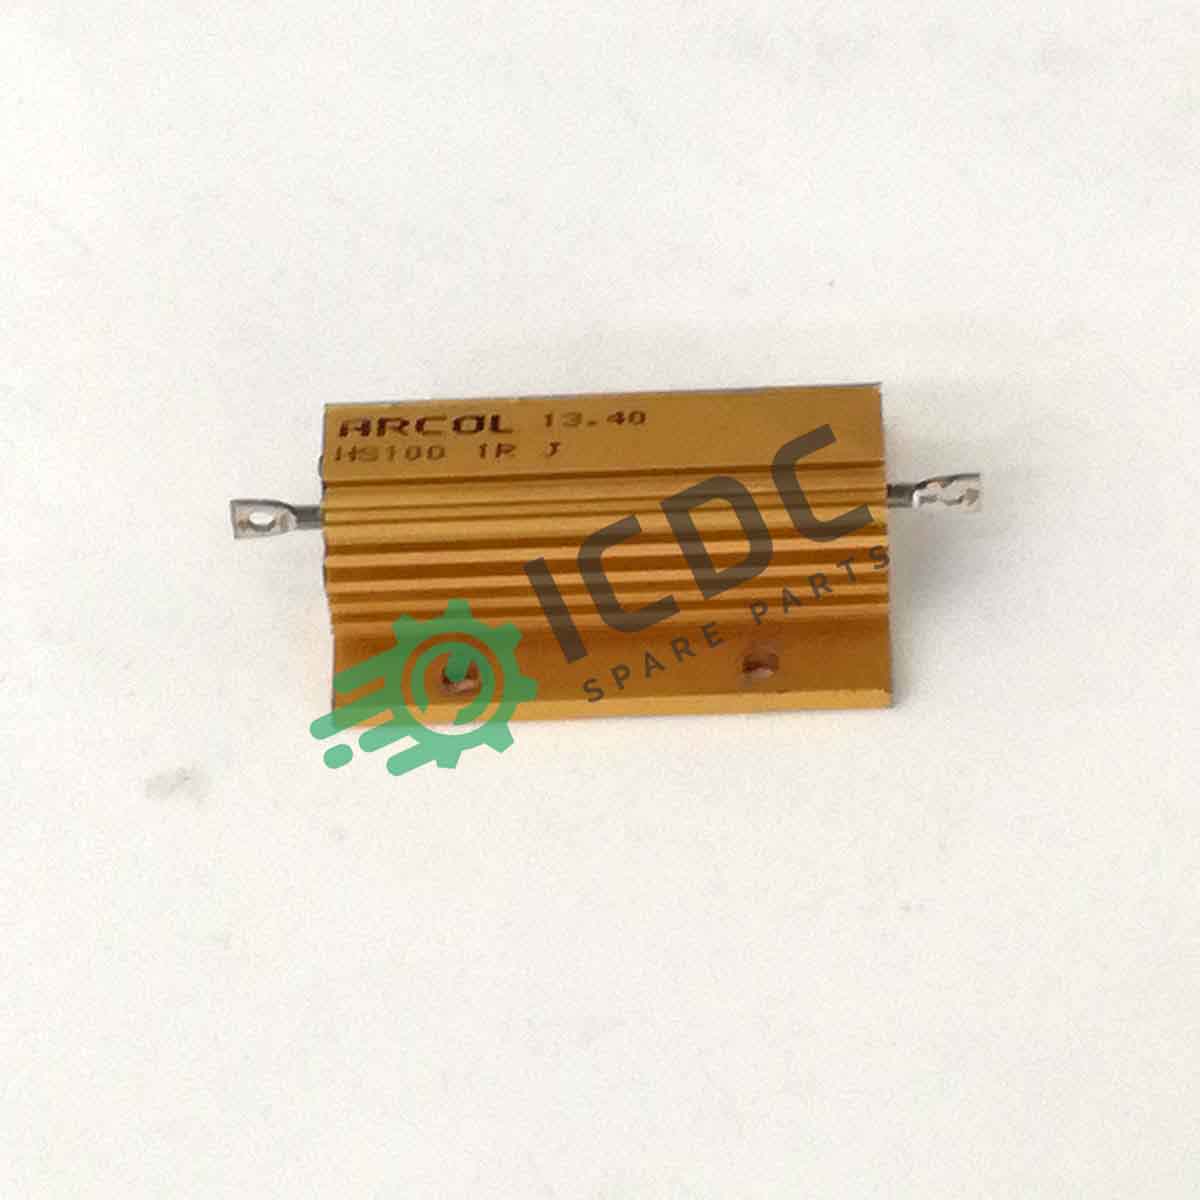 ARCOL 13.40
HS100 1R J
ICDC
SPARE PARTS